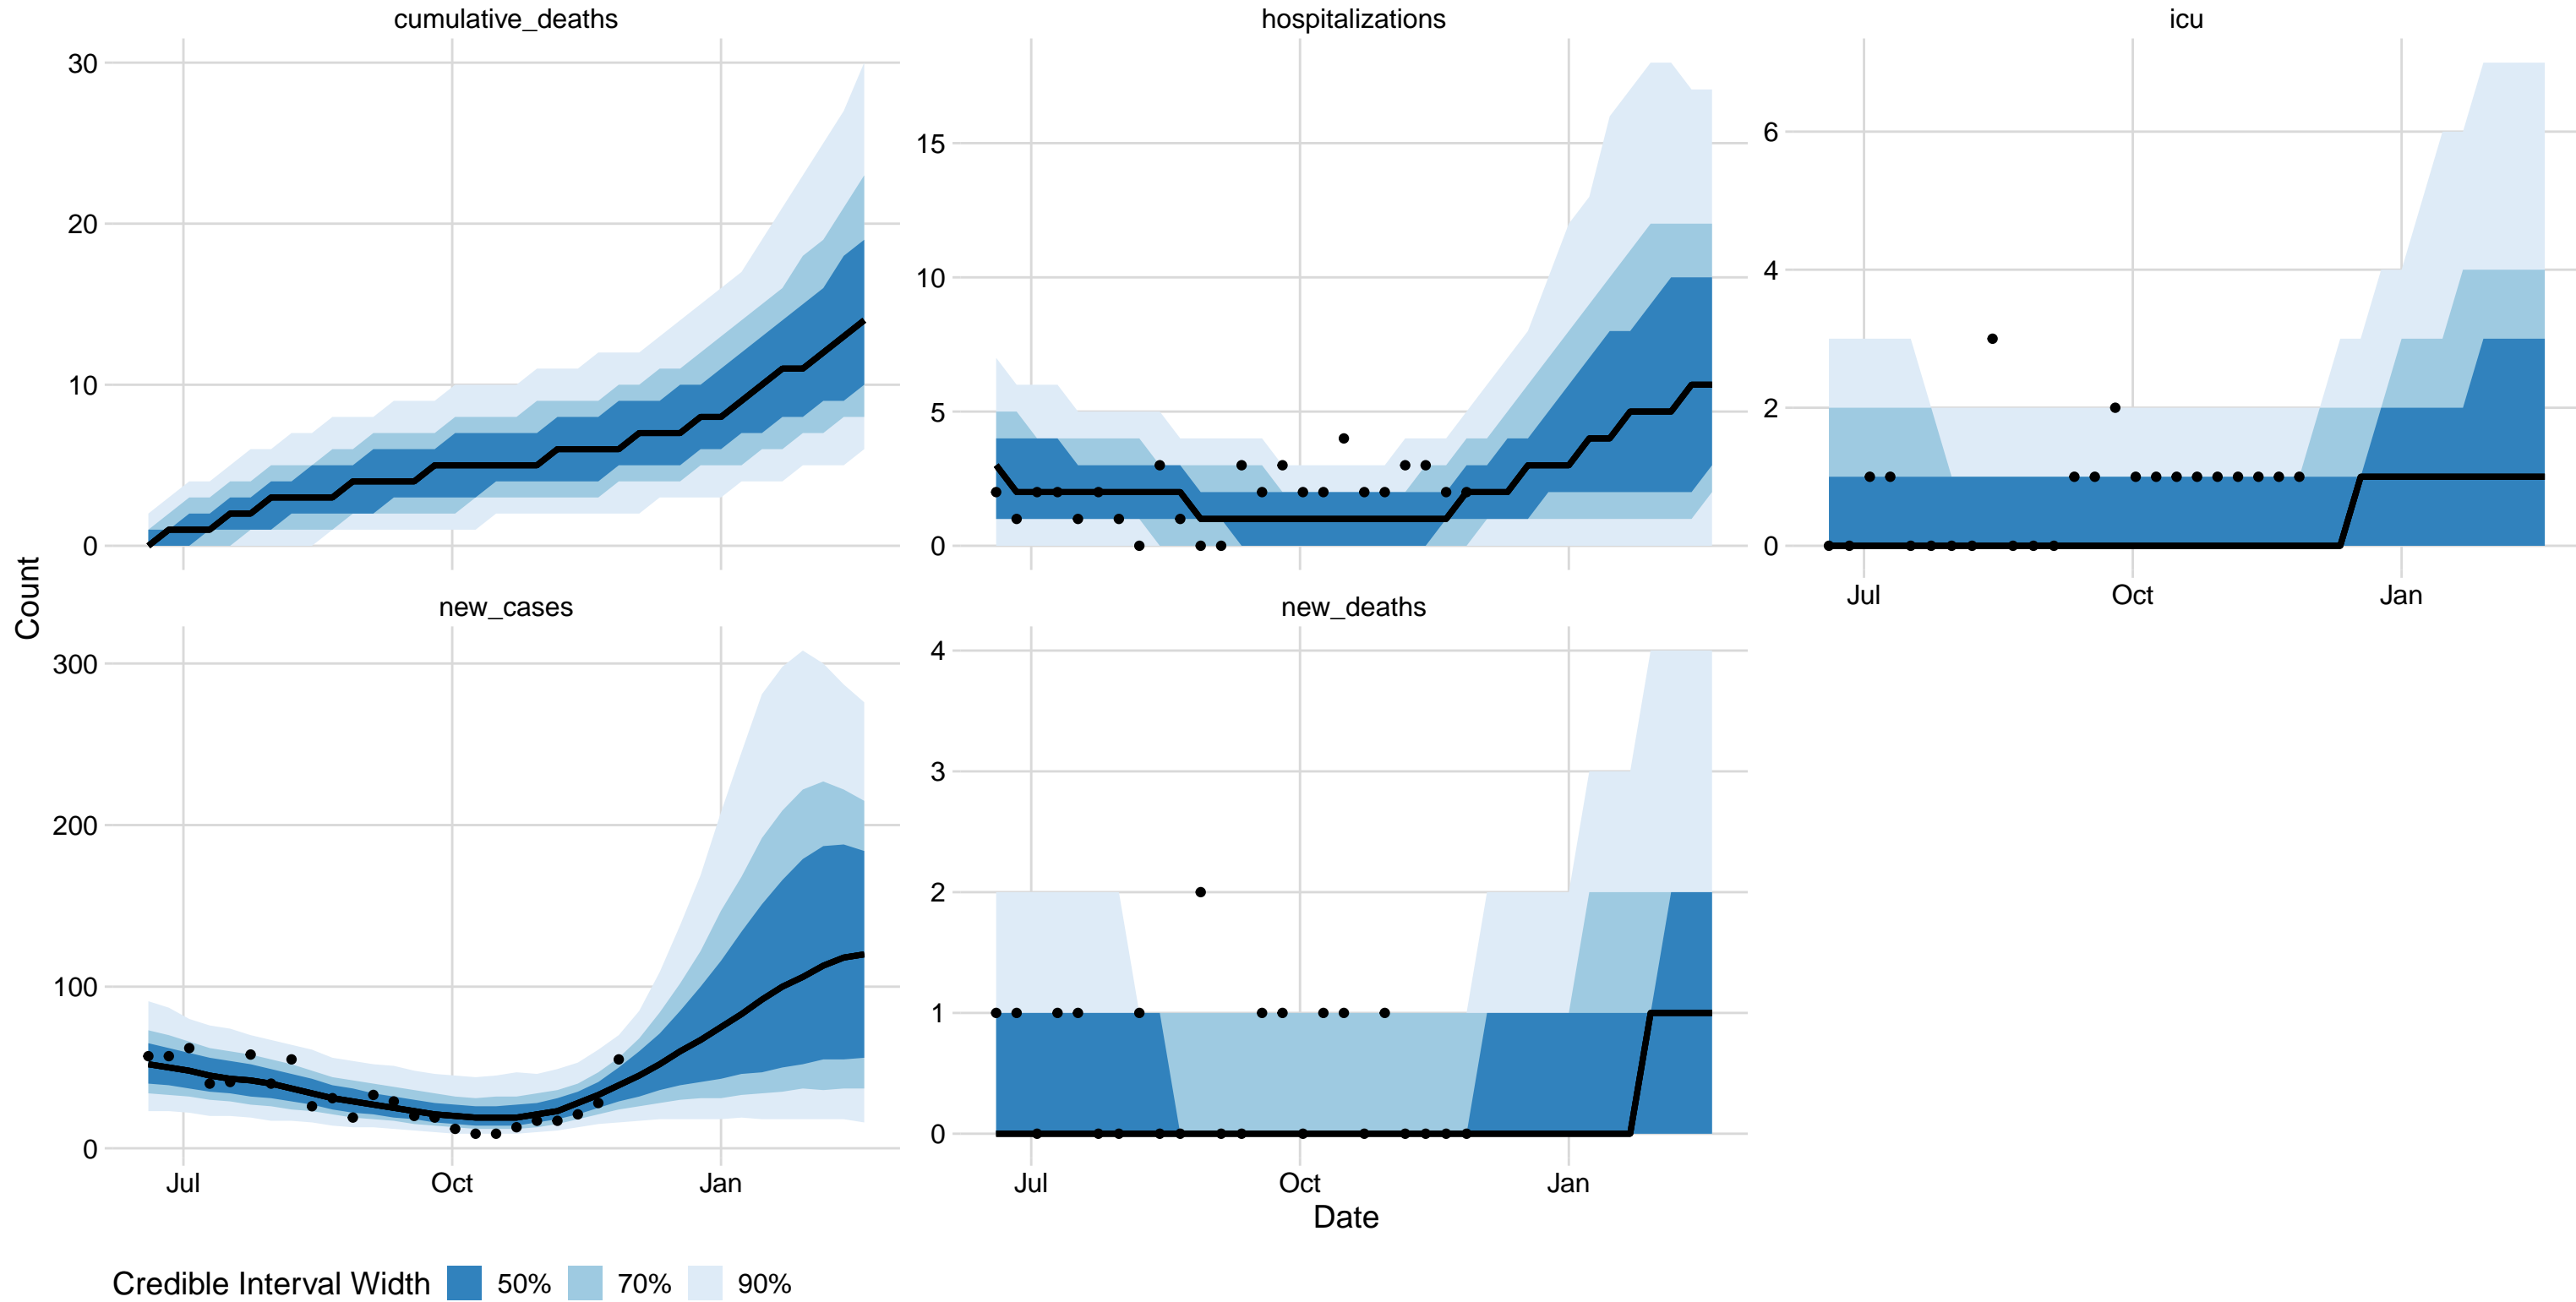 cumulative_deaths
hospitalizations
icu
30
20
10
0
15
10
5
0
6
4
2
0
Jul Oct Jan
Count
new_cases
new_deaths
300
200
100
0
4
3
2
1
0
Jul Oct Jan
Jul Oct Jan
Date
Credible Interval Width 50% 70% 90%